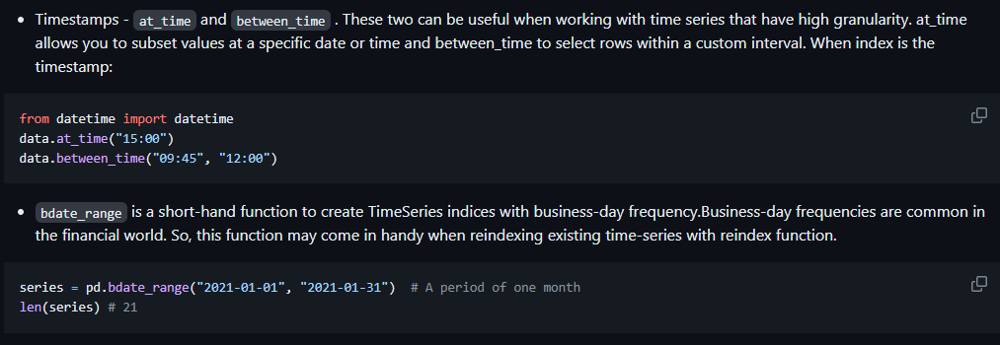 • Timestamps - at_time and between_time . These two can be useful when working with time series that have high granularity. at_time
allows you to subset values at a specific date or time and between_time to select rows within a custom interval. When index is the
timestamp:
from datetime import datetime
data.at_time("15:00")
data.between_time("09:45", "12:00")
• bdate_range is a short-hand function to create TimeSeries indices with business-day frequency.Business-day frequencies are common in
the financial world. So, this function may come in handy when reindexing existing time-series with reindex function.
series = pd.bdate_range("2021-01-01", "2021-01-31")  # A period of one month
len(series) # 21